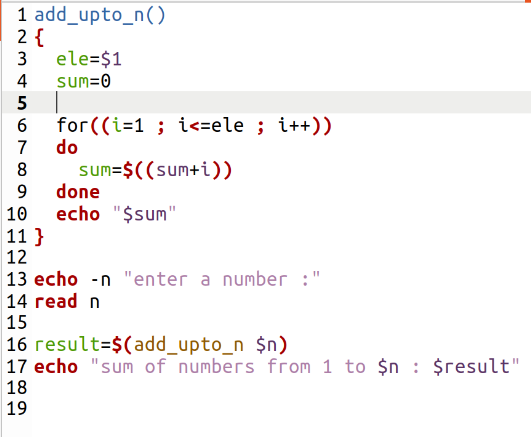 1 add_upto_n()
2 {
3   ele=$1
4   sum=0
5
6   for((i=1 ; i<=ele ; i++))
7   do
8     sum=$((sum+i))
9   done
10   echo "$sum"
11 }
12
13 echo -n "enter a number :"
14 read n
15
16 result=$(add_upto_n $n)
17 echo "sum of numbers from 1 to $n : $result"
18
19